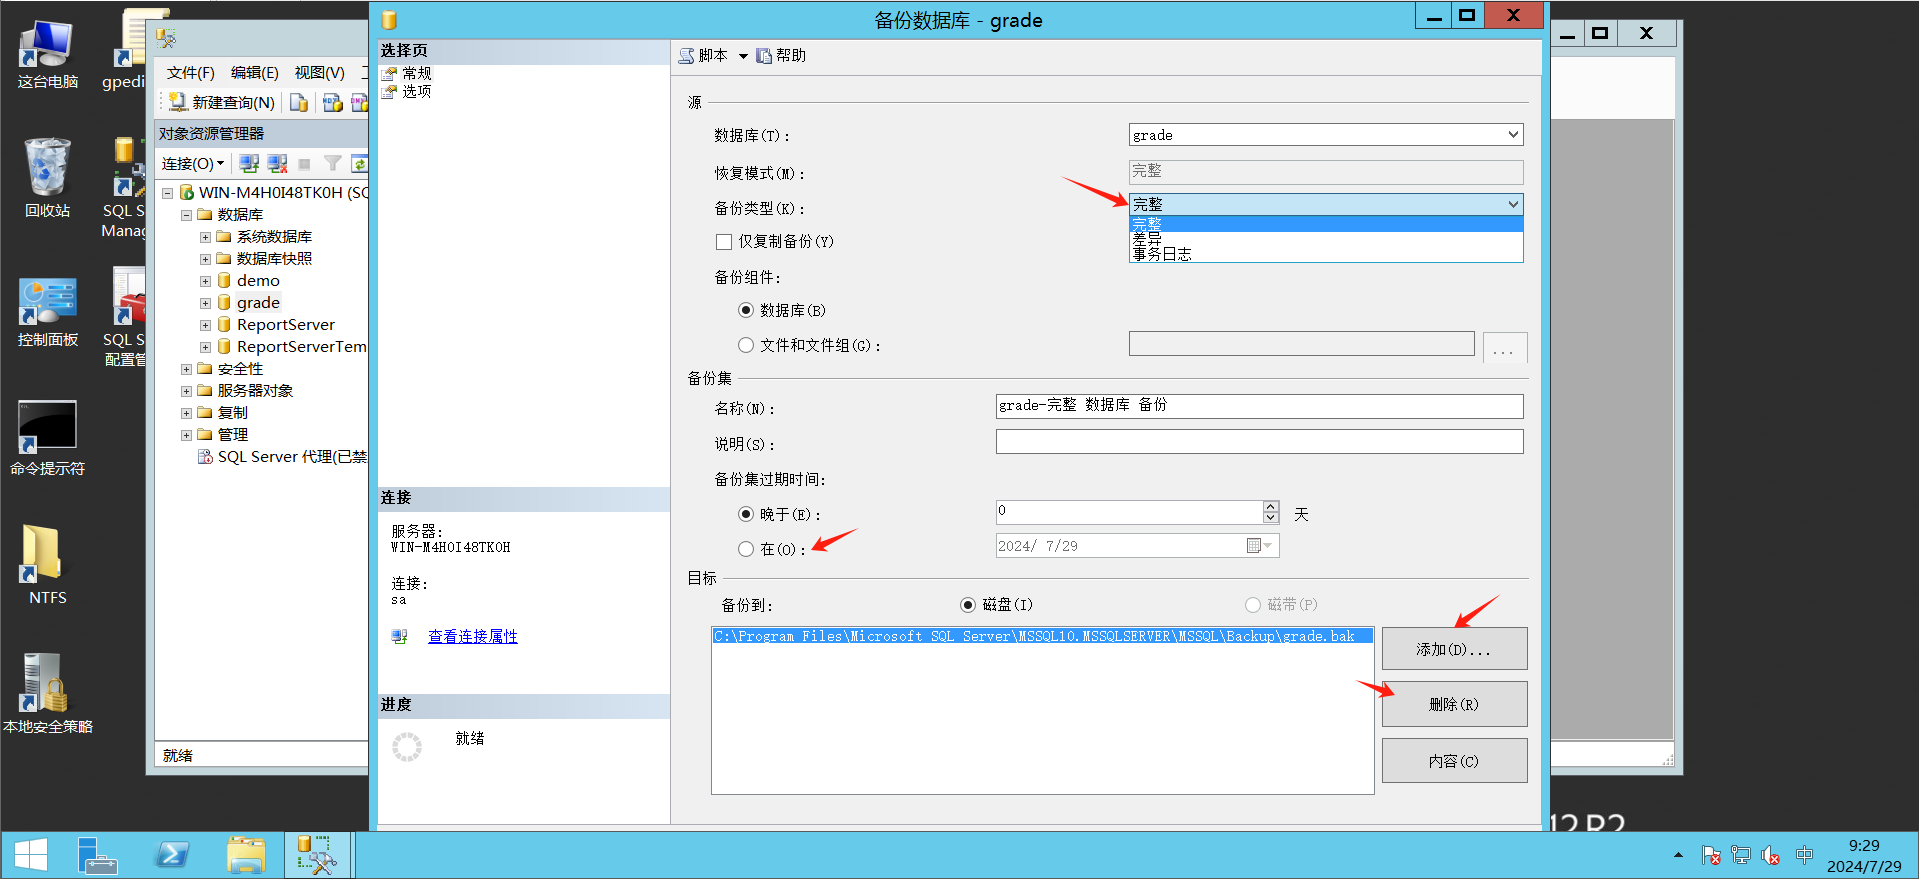 备份数据库 - grade
这台电脑
gpedi
回收站
SQL S
Manag
控制面板
SQL S
配置管
命令提示符
NTFS
本地安全策略
文件(F) 编辑(E) 视图(V)
新建查询(N)
对象资源管理器
连接(O)
WIN-M4H0I48TK0H (SQ
数据库
系统数据库
数据库快照
demo
grade
ReportServer
ReportServerTem
安全性
服务器对象
复制
管理
SQL Server 代理(已禁
就绪
选择页
常规
选项
连接
服务器:
WIN-M4H0I48TK0H
连接:
sa
查看连接属性
进度
就绪
脚本 帮助
源
数据库(T): grade
恢复模式(M): 完整
备份类型(K): 完整
完整
差异
事务日志
仅复制备份(Y)
备份组件:
数据库(B)
文件和文件组(G): ...
备份集
名称(N): grade-完整 数据库 备份
说明(S):
备份集过期时间:
晚于(E): 0 天
在(O): 2024/ 7/29
目标
备份到: 磁盘(I) 磁带(P)
C:\Program Files\Microsoft SQL Server\MSSQL10.MSSQLSERVER\MSSQL\Backup\grade.bak
添加(D)...
删除(R)
内容(C)
12 R2
中
9:29
2024/7/29